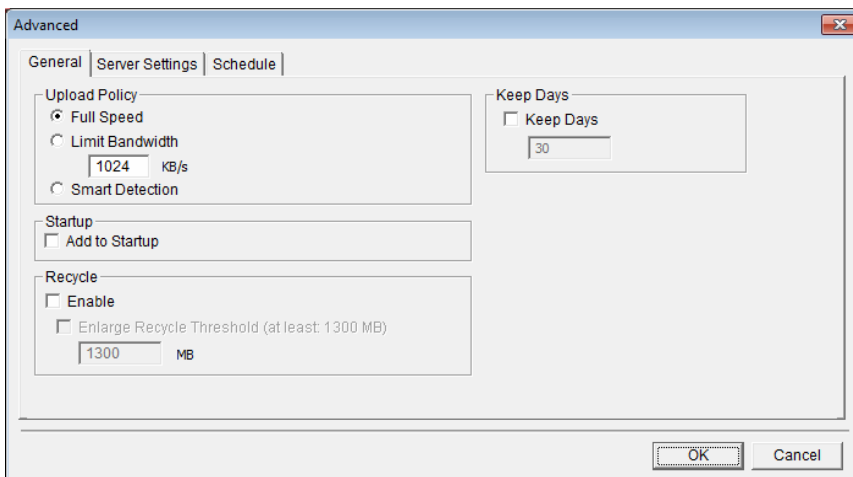 Advanced
General Server Settings Schedule
Upload Policy
Full Speed
Limit Bandwidth
1024 KB/s
Smart Detection
Startup
Add to Startup
Recycle
Enable
Enlarge Recycle Threshold (at least: 1300 MB)
1300 MB
Keep Days
Keep Days
30
OK Cancel